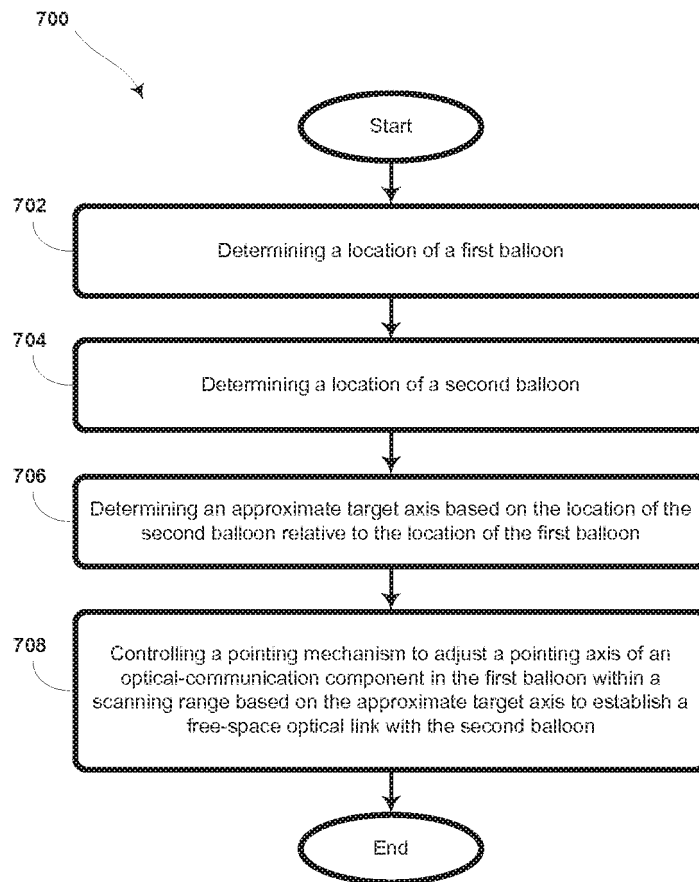 700
Start
702
Determining a location of a first balloon
704
Determining a location of a second balloon
706
Determining an approximate target axis based on the location of the
second balloon relative to the location of the first balloon
708
Controlling a pointing mechanism to adjust a pointing axis of an
optical-communication component in the first balloon within a
scanning range based on the approximate target axis to establish a
free-space optical link with the second balloon
End